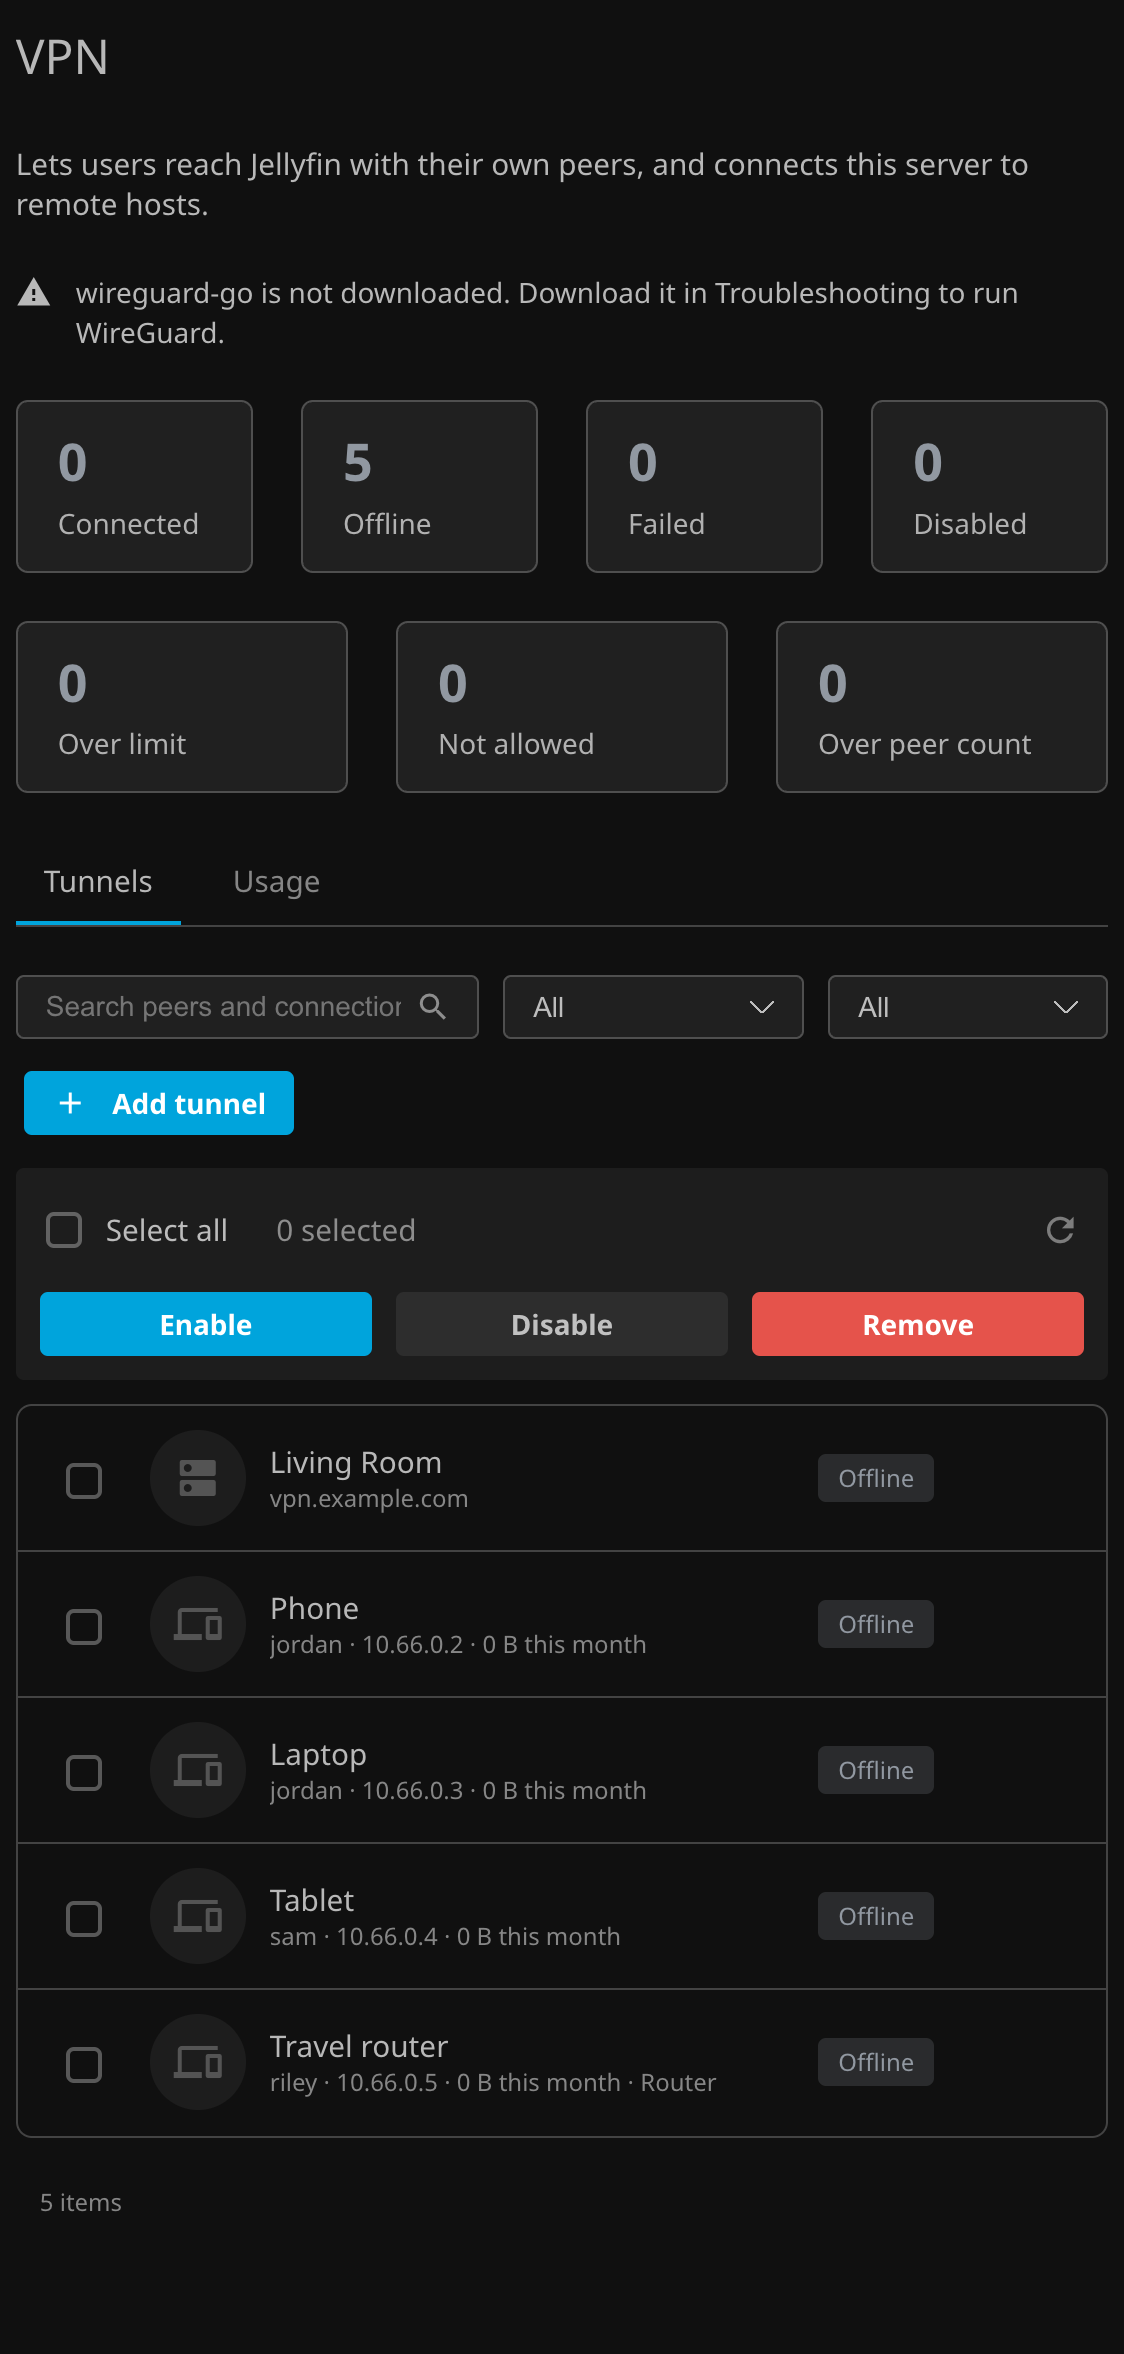 VPN
Lets users reach Jellyfin with their own peers, and connects this server to
remote hosts.
wireguard-go is not downloaded. Download it in Troubleshooting to run
WireGuard.
0
Connected
5
Offline
0
Failed
0
Disabled
0
Over limit
0
Not allowed
0
Over peer count
Tunnels
Usage
Search peers and connection
All
All
Add tunnel
Select all
0 selected
Enable
Disable
Remove
Living Room
vpn.example.com
Offline
Phone
jordan · 10.66.0.2 · 0 B this month
Offline
Laptop
jordan · 10.66.0.3 · 0 B this month
Offline
Tablet
sam · 10.66.0.4 · 0 B this month
Offline
Travel router
riley · 10.66.0.5 · 0 B this month · Router
Offline
5 items